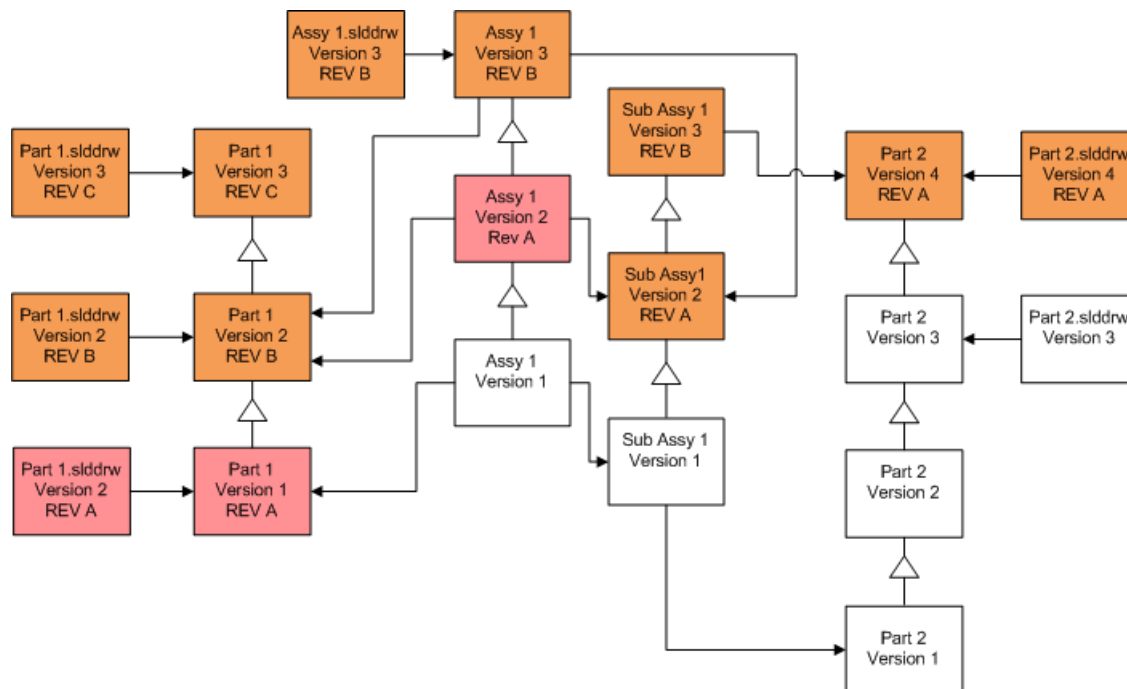 Assy 1.slddrw
Version 3
REV B
Assy 1
Version 3
REV B
Sub Assy 1
Version 3
REV B
Part 1.slddrw
Version 3
REV C
Part 1
Version 3
REV C
Part 2
Version 4
REV A
Part 2.slddrw
Version 4
REV A
Assy 1
Version 2
Rev A
Sub Assy1
Version 2
REV A
Part 1.slddrw
Version 2
REV B
Part 1
Version 2
REV B
Part 2
Version 3
Part 2.slddrw
Version 3
Assy 1
Version 1
Sub Assy 1
Version 1
Part 1.slddrw
Version 2
REV A
Part 1
Version 1
REV A
Part 2
Version 2
Part 2
Version 1